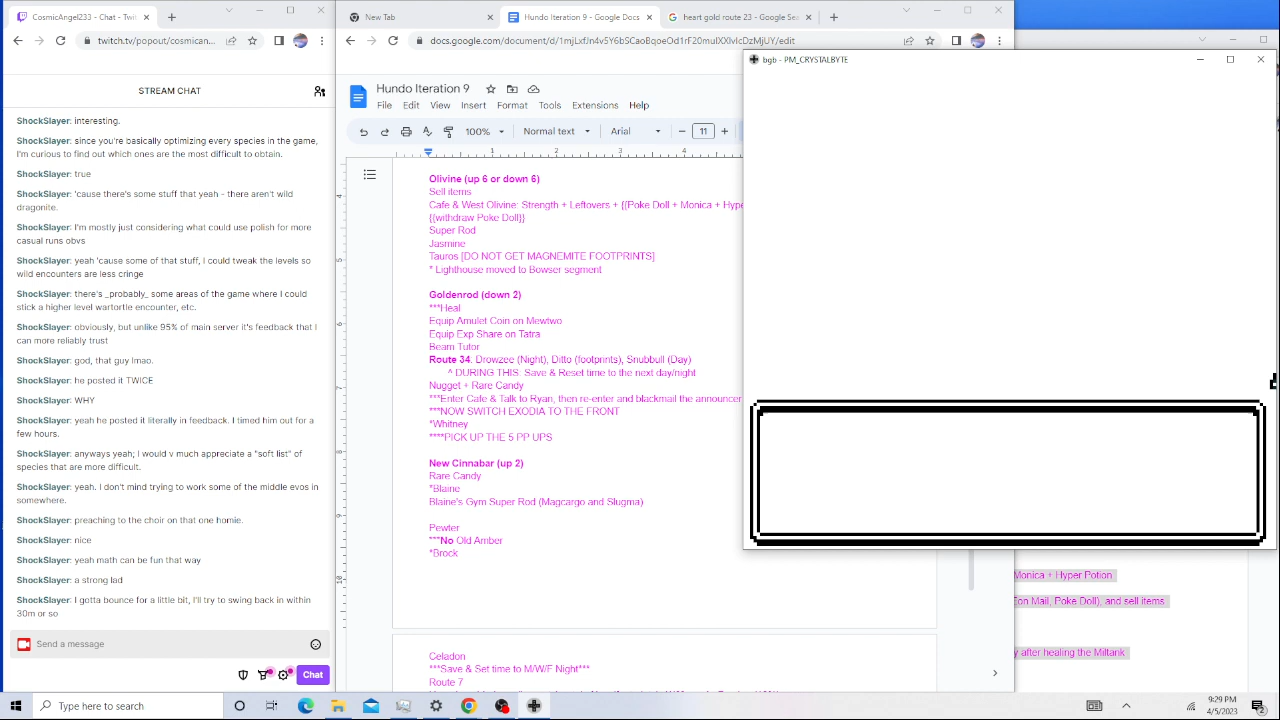 CosmicAngel233 - Chat - Twit
New Tab
Hundo Iteration 9 - Google Docs
heart gold route 23 - Google Sea
twitch.tv/popout/cosmican...
docs.google.com/document/d/
/edit
bgb - PM_CRYSTALBYTE
STREAM CHAT
ShockSlayer: interesting.
ShockSlayer: since you're basically optimizing every species in the game,
I'm curious to find out which ones are the most difficult to obtain.
ShockSlayer: true
ShockSlayer: 'cause there's some stuff that yeah - there aren't wild
dragonite.
ShockSlayer: I'm mostly just considering what could use polish for more
casual runs obvs
ShockSlayer: yeah 'cause some of that stuff, I could tweak the levels so
wild encounters are less cringe
ShockSlayer: there's _probably_ some areas of the game where I could
stick a higher level wartortle encounter, etc.
ShockSlayer: obviously, but unlike 95% of main server it's feedback that I
can more reliably trust
ShockSlayer: god, that guy lmao.
ShockSlayer: he posted it TWICE
ShockSlayer: WHY
ShockSlayer: yeah he posted it literally in feedback. I timed him out for a
few hours.
ShockSlayer: anyways yeah; I would v much appreciate a "soft list" of
species that are more difficult.
ShockSlayer: yeah. I don't mind trying to work some of the middle evos in
somewhere.
ShockSlayer: preaching to the choir on that one homie.
ShockSlayer: nice
ShockSlayer: yeah math can be fun that way
ShockSlayer: a strong lad
ShockSlayer: I gotta bounce for a little bit, I'll try to swing back in within
30m or so
Send a message
Chat
Hundo Iteration 9
File Edit View Insert Format Tools Extensions Help
100% Normal text Arial 11
1 2 3 4
4
5
6
7
8
9
10
Olivine (up 6 or down 6)
Sell items
Cafe & West Olivine: Strength + Leftovers + {{Poke Doll + Monica + Hype
{{withdraw Poke Doll}}
Super Rod
Jasmine
Tauros [DO NOT GET MAGNEMITE FOOTPRINTS]
* Lighthouse moved to Bowser segment
Goldenrod (down 2)
***Heal
Equip Amulet Coin on Mewtwo
Equip Exp Share on Tatra
Beam Tutor
Route 34. Drowzee (Night), Ditto (footprints), Snubbull (Day)
^ DURING THIS: Save & Reset time to the next day/night
Nugget + Rare Candy
***Enter Cafe & Talk to Ryan, then re-enter and blackmail the announcer
***NOW SWITCH EXODIA TO THE FRONT
*Whitney
****PICK UP THE 5 PP UPS
New Cinnabar (up 2)
Rare Candy
*Blaine
Blaine's Gym Super Rod (Magcargo and Slugma)
Pewter
***No Old Amber
*Brock
Celadon
***Save & Set time to M/W/F Night***
Route 7
Monica + Hyper Potion
Eon Mail, Poke Doll), and sell items
y after healing the Miltank
Type here to search
9:29 PM
4/5/2023
2